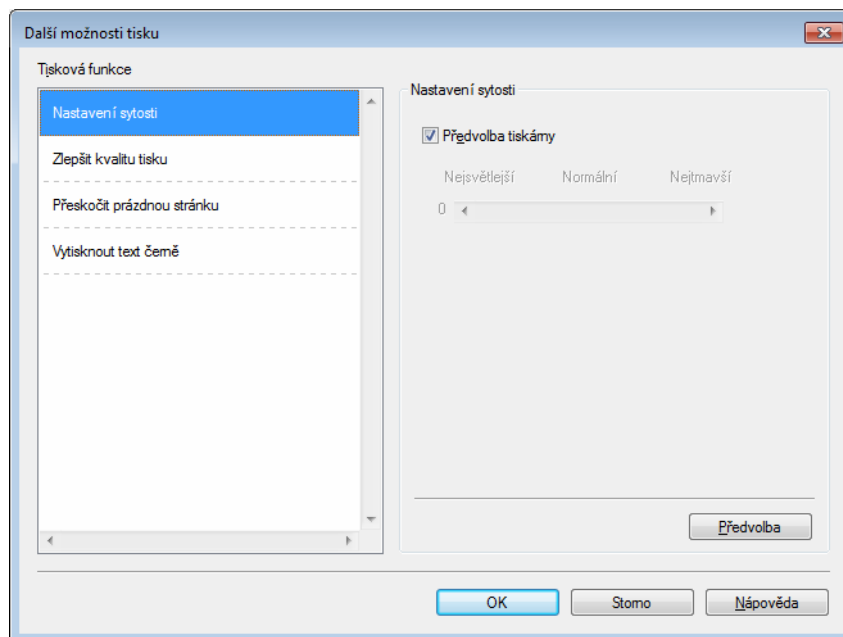 Další možnosti tisku
Tisková funkce
Nastavení sytosti
Zlepšit kvalitu tisku
Přeskočit prázdnou stránku
Vytisknout text černě
Nastavení sytosti
Předvolba tiskárny
Nejsvětlejší Normální Nejtmavší
0
Předvolba
OK Storno Nápověda